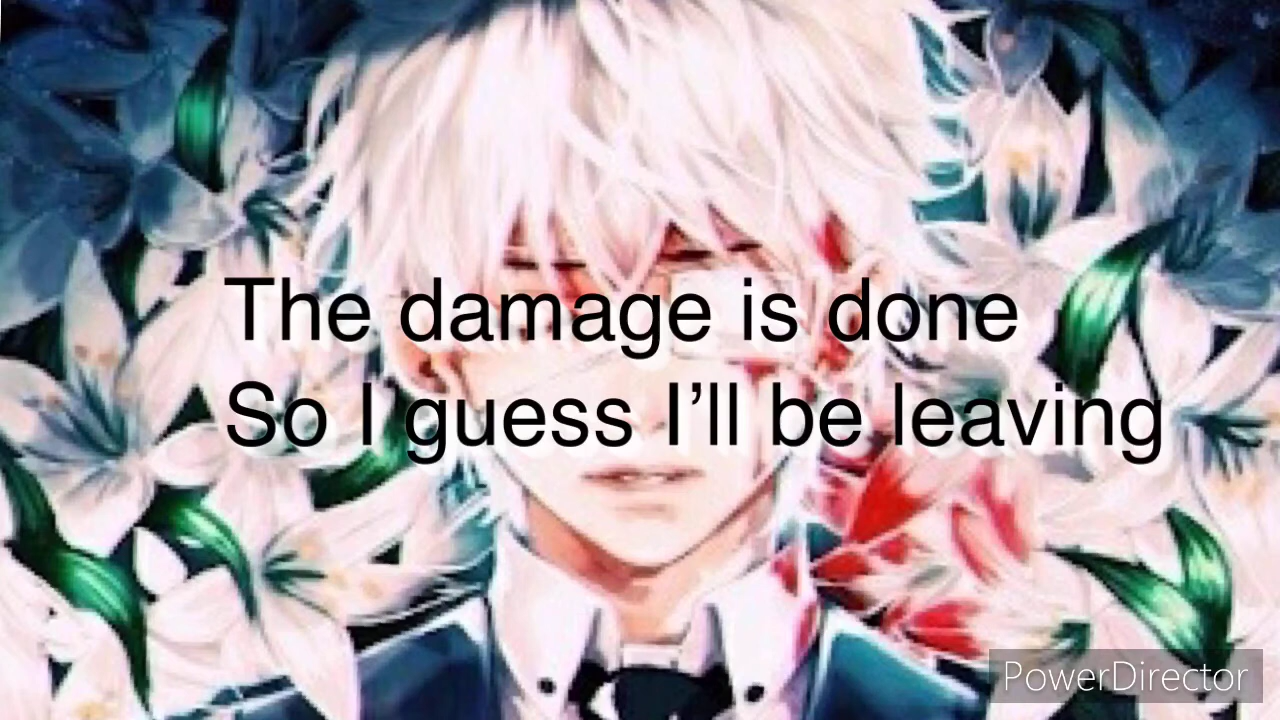 The damage is done
So I guess I’ll be leaving
PowerDirector